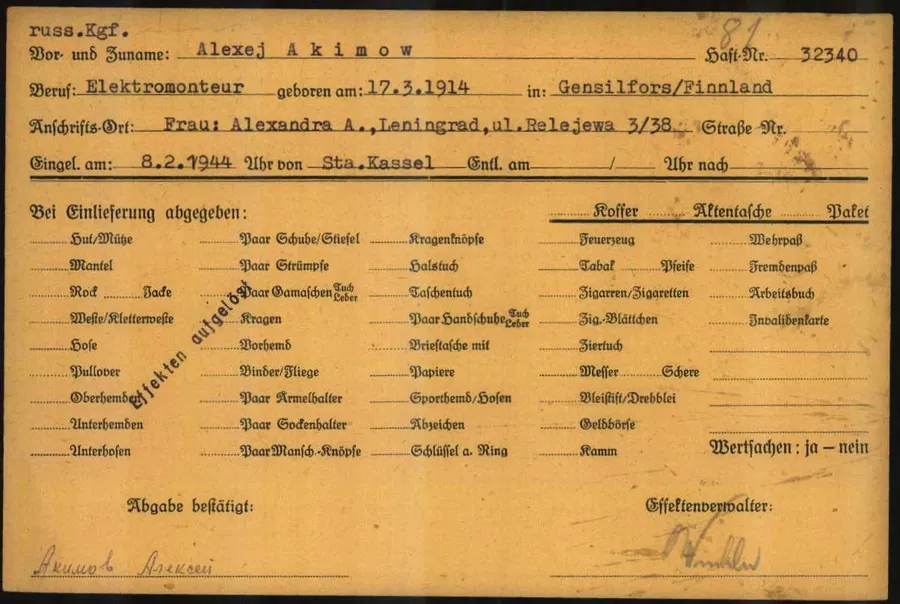 russ.Kgf. 81
Vor- und Zuname: Alexej Akimow Haft-Nr. 32340
Beruf: Elektromonteur geboren am: 17.3.1914 in: Gensilfors/Finnland
Anschrifts-Ort: Frau: Alexandra A.,Leningrad,ul.Relejewa 3/38 Straße Nr.
Eingel. am: 8.2.1944 Uhr von Sta.Kassel Entl. am / Uhr nach
Bei Einlieferung abgegeben: Koffer Aktentasche Paket
Hut/Mütze Paar Schuhe/Stiefel Kragenknöpfe Feuerzeug Wehrpaß
Mantel Paar Strümpfe Halstuch Tabak Pfeife Fremdenpaß
Rock Jacke Paar Gamaschen Tuch Leder Taschentuch Zigarren/Zigaretten Arbeitsbuch
Weste/Kletterweste Kragen Paar Handschuhe Tuch Leder Zig.-Blättchen Invalidenkarte
Hose Vorhemd Brieftasche mit Ziertuch
Pullover Binder/Fliege Papiere Messer Schere
Oberhemden Paar Ärmelhalter Sporthemd/Hosen Bleistift/Drehblei
Unterhemden Paar Sockenhalter Abzeichen Geldbörse
Unterhosen Paar Mansch.-Knöpfe Schlüssel a. Ring Kamm Wertsachen: ja – nein
Effekten aufgelöst
Abgabe bestätigt: Effektenverwalter:
Акимов Алексей Winkler